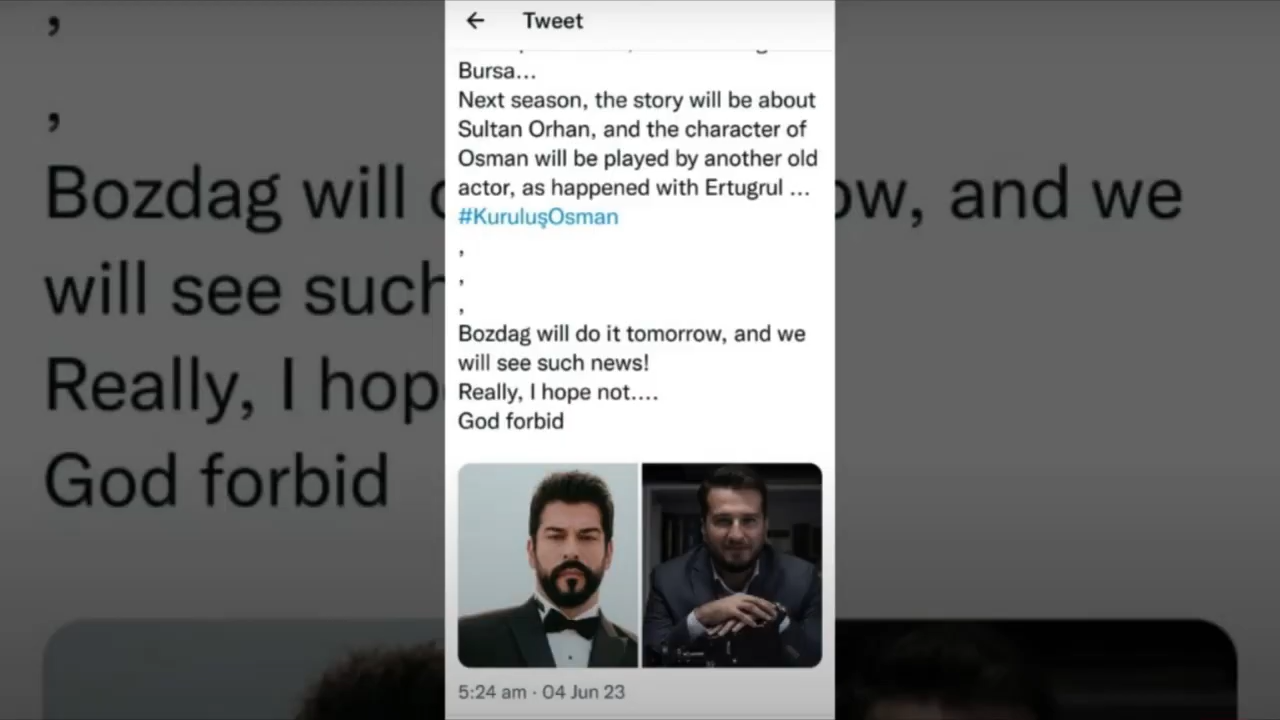 Tweet
Bursa...
Next season, the story will be about
Sultan Orhan, and the character of
Osman will be played by another old
actor, as happened with Ertugrul ...
#KuruluşOsman
,
,
,
Bozdag will do it tomorrow, and we
will see such news!
Really, I hope not....
God forbid
5:24 am · 04 Jun 23
,
,
Bozdag will
ow, and we
will see such
Really, I hop
God forbid